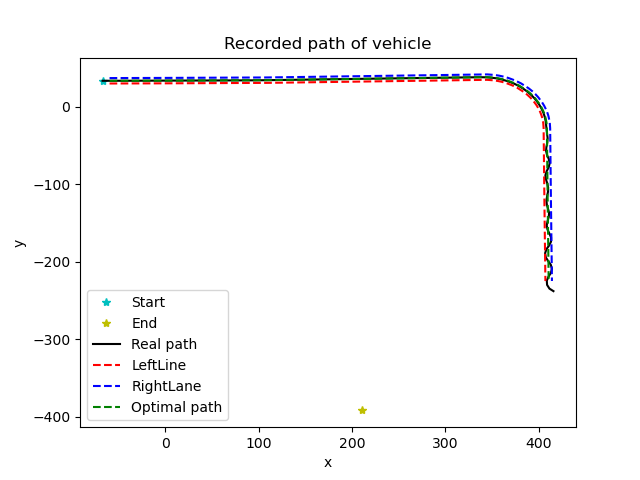 Recorded path of vehicle
y
0
−100
−200
−300
−400
Start
End
Real path
LeftLine
RightLane
Optimal path
0
100
200
300
400
x